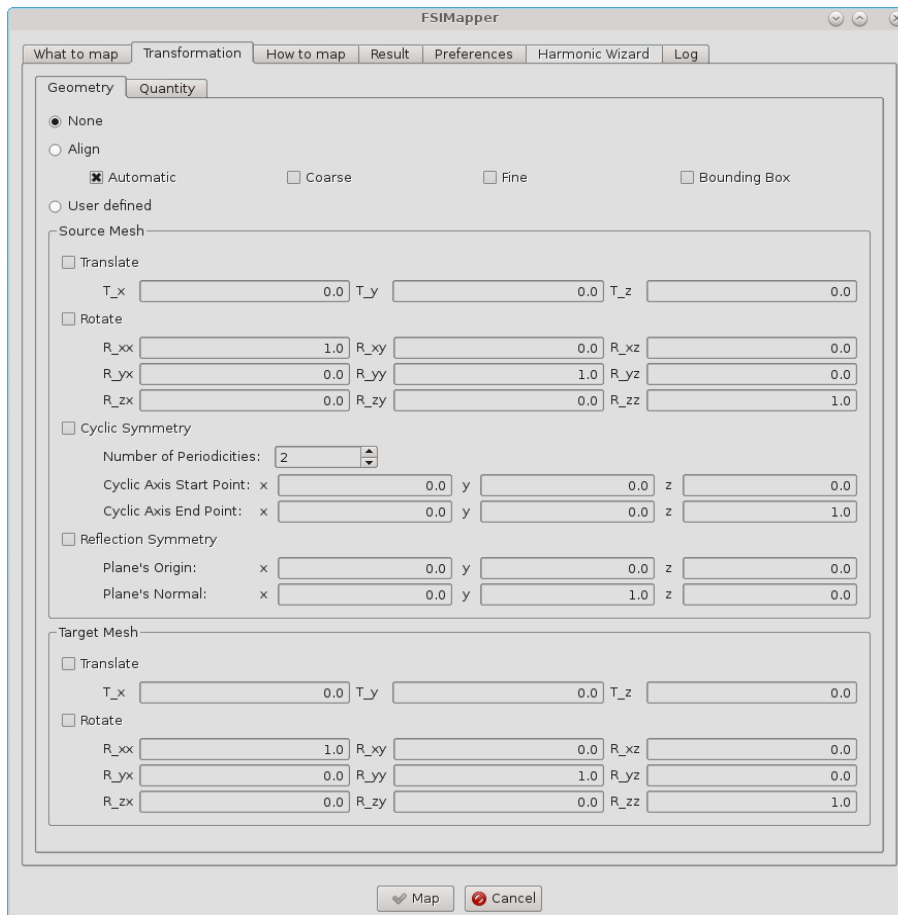 FSIMapper
What to map Transformation How to map Result Preferences Harmonic Wizard Log
Geometry Quantity
None
Align
Automatic Coarse Fine Bounding Box
User defined
Source Mesh
Translate
T_x 0.0 T_y 0.0 T_z 0.0
Rotate
R_xx 1.0 R_xy 0.0 R_xz 0.0
R_yx 0.0 R_yy 1.0 R_yz 0.0
R_zx 0.0 R_zy 0.0 R_zz 1.0
Cyclic Symmetry
Number of Periodicities: 2
Cyclic Axis Start Point: x 0.0 y 0.0 z 0.0
Cyclic Axis End Point: x 0.0 y 0.0 z 1.0
Reflection Symmetry
Plane's Origin: x 0.0 y 0.0 z 0.0
Plane's Normal: x 0.0 y 1.0 z 0.0
Target Mesh
Translate
T_x 0.0 T_y 0.0 T_z 0.0
Rotate
R_xx 1.0 R_xy 0.0 R_xz 0.0
R_yx 0.0 R_yy 1.0 R_yz 0.0
R_zx 0.0 R_zy 0.0 R_zz 1.0
Map Cancel